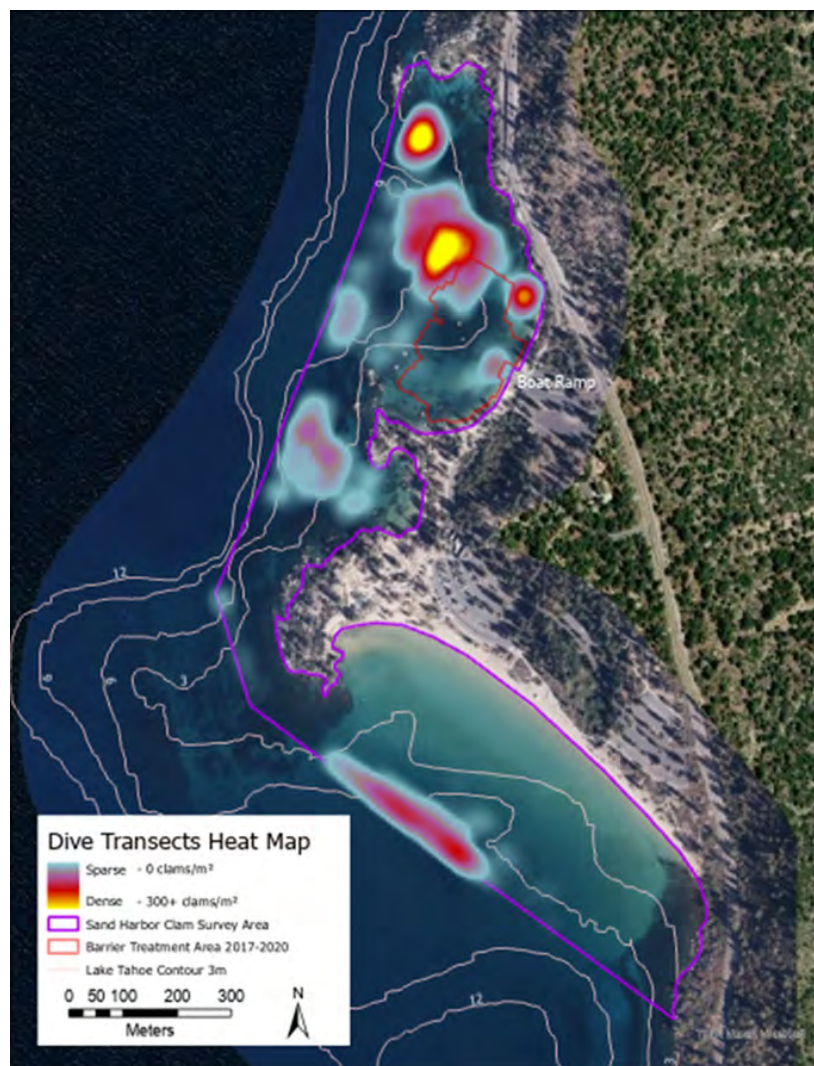 6
Boat Ramp
12
3
9
6
Dive Transects Heat Map
Sparse - 0 clams/m²
Dense - 300+ clams/m²
Sand Harbor Clam Survey Area
Barrier Treatment Area 2017-2020
Lake Tahoe Contour 3m
0 50 100 200 300
Meters
N
12
3